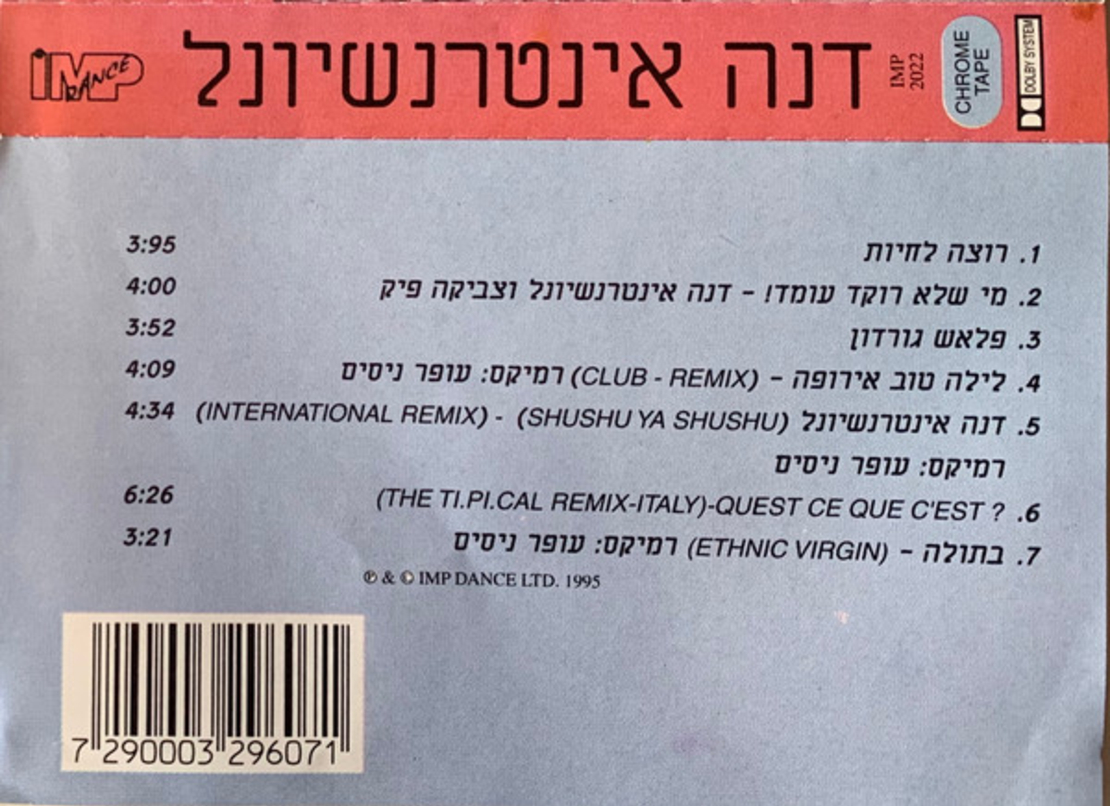 דנה אינטרנשיונל
IMP
2022
CHROME
TAPE
DOLBY SYSTEM
IMP
DANCE
1. רוצה לחיות 3:95
2. מי שלא רוקד עומד! - דנה אינטרנשיונל וצביקה פיק 4:00
3. פלאש גורדון 3:52
4. לילה טוב אירופה - (CLUB - REMIX) רמיקס: עופר ניסים 4:09
5. דנה אינטרנשיונל (SHUSHU YA SHUSHU) - (INTERNATIONAL REMIX) 4:34
רמיקס: עופר ניסים
6. (THE TI.PI.CAL REMIX-ITALY)-QUEST CE QUE C'EST ? 6:26
7. בתולה - (ETHNIC VIRGIN) רמיקס: עופר ניסים 3:21
℗ & © IMP DANCE LTD. 1995
7 290003 296071